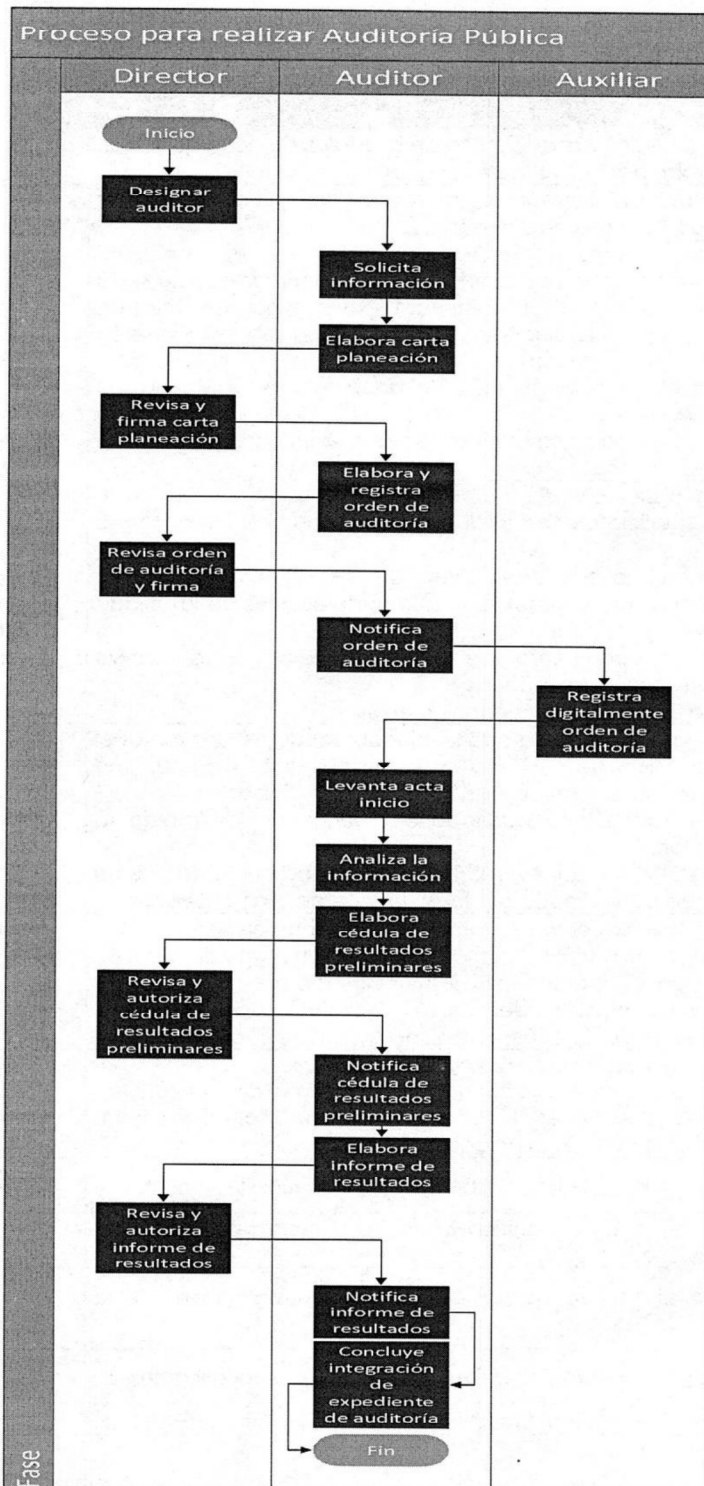 Proceso para realizar Auditoría Pública
Director
Auditor
Auxiliar
Inicio
Designar
auditor
Solicita
información
Elabora carta
planeación
Revisa y
firma carta
planeación
Elabora y
registra
orden de
auditoría
Revisa orden
de auditoría
y firma
Notifica
orden de
auditoría
Registra
digitalmente
orden de
auditoría
Levanta acta
inicio
Analiza la
información
Elabora
cédula de
resultados
preliminares
Revisa y
autoriza
cédula de
resultados
preliminares
Notifica
cédula de
resultados
preliminares
Elabora
informe de
resultados
Revisa y
autoriza
informe de
resultados
Notifica
informe de
resultados
Concluye
integración
de
expediente
de auditoría
Fin
Fase